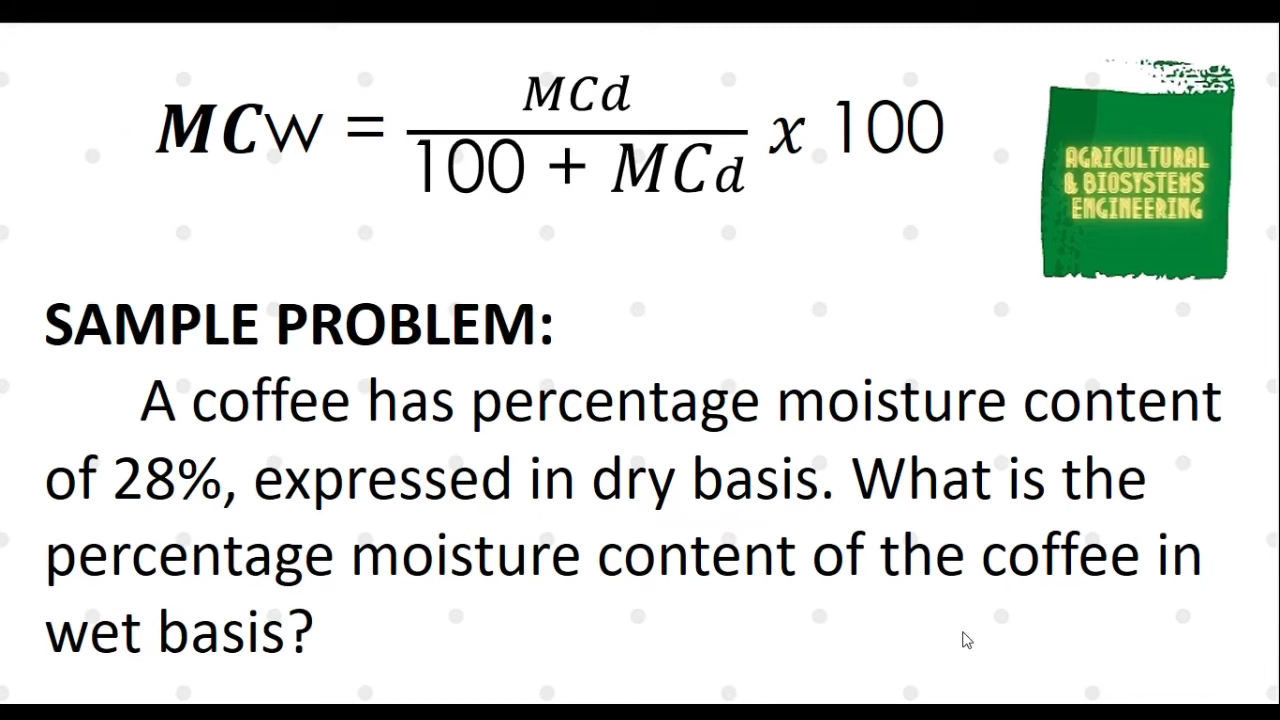 MCw = MCd / 100 + MCd x 100
AGRICULTURAL
& BIOSYSTEMS
ENGINEERING
SAMPLE PROBLEM:
A coffee has percentage moisture content
of 28%, expressed in dry basis. What is the
percentage moisture content of the coffee in
wet basis?